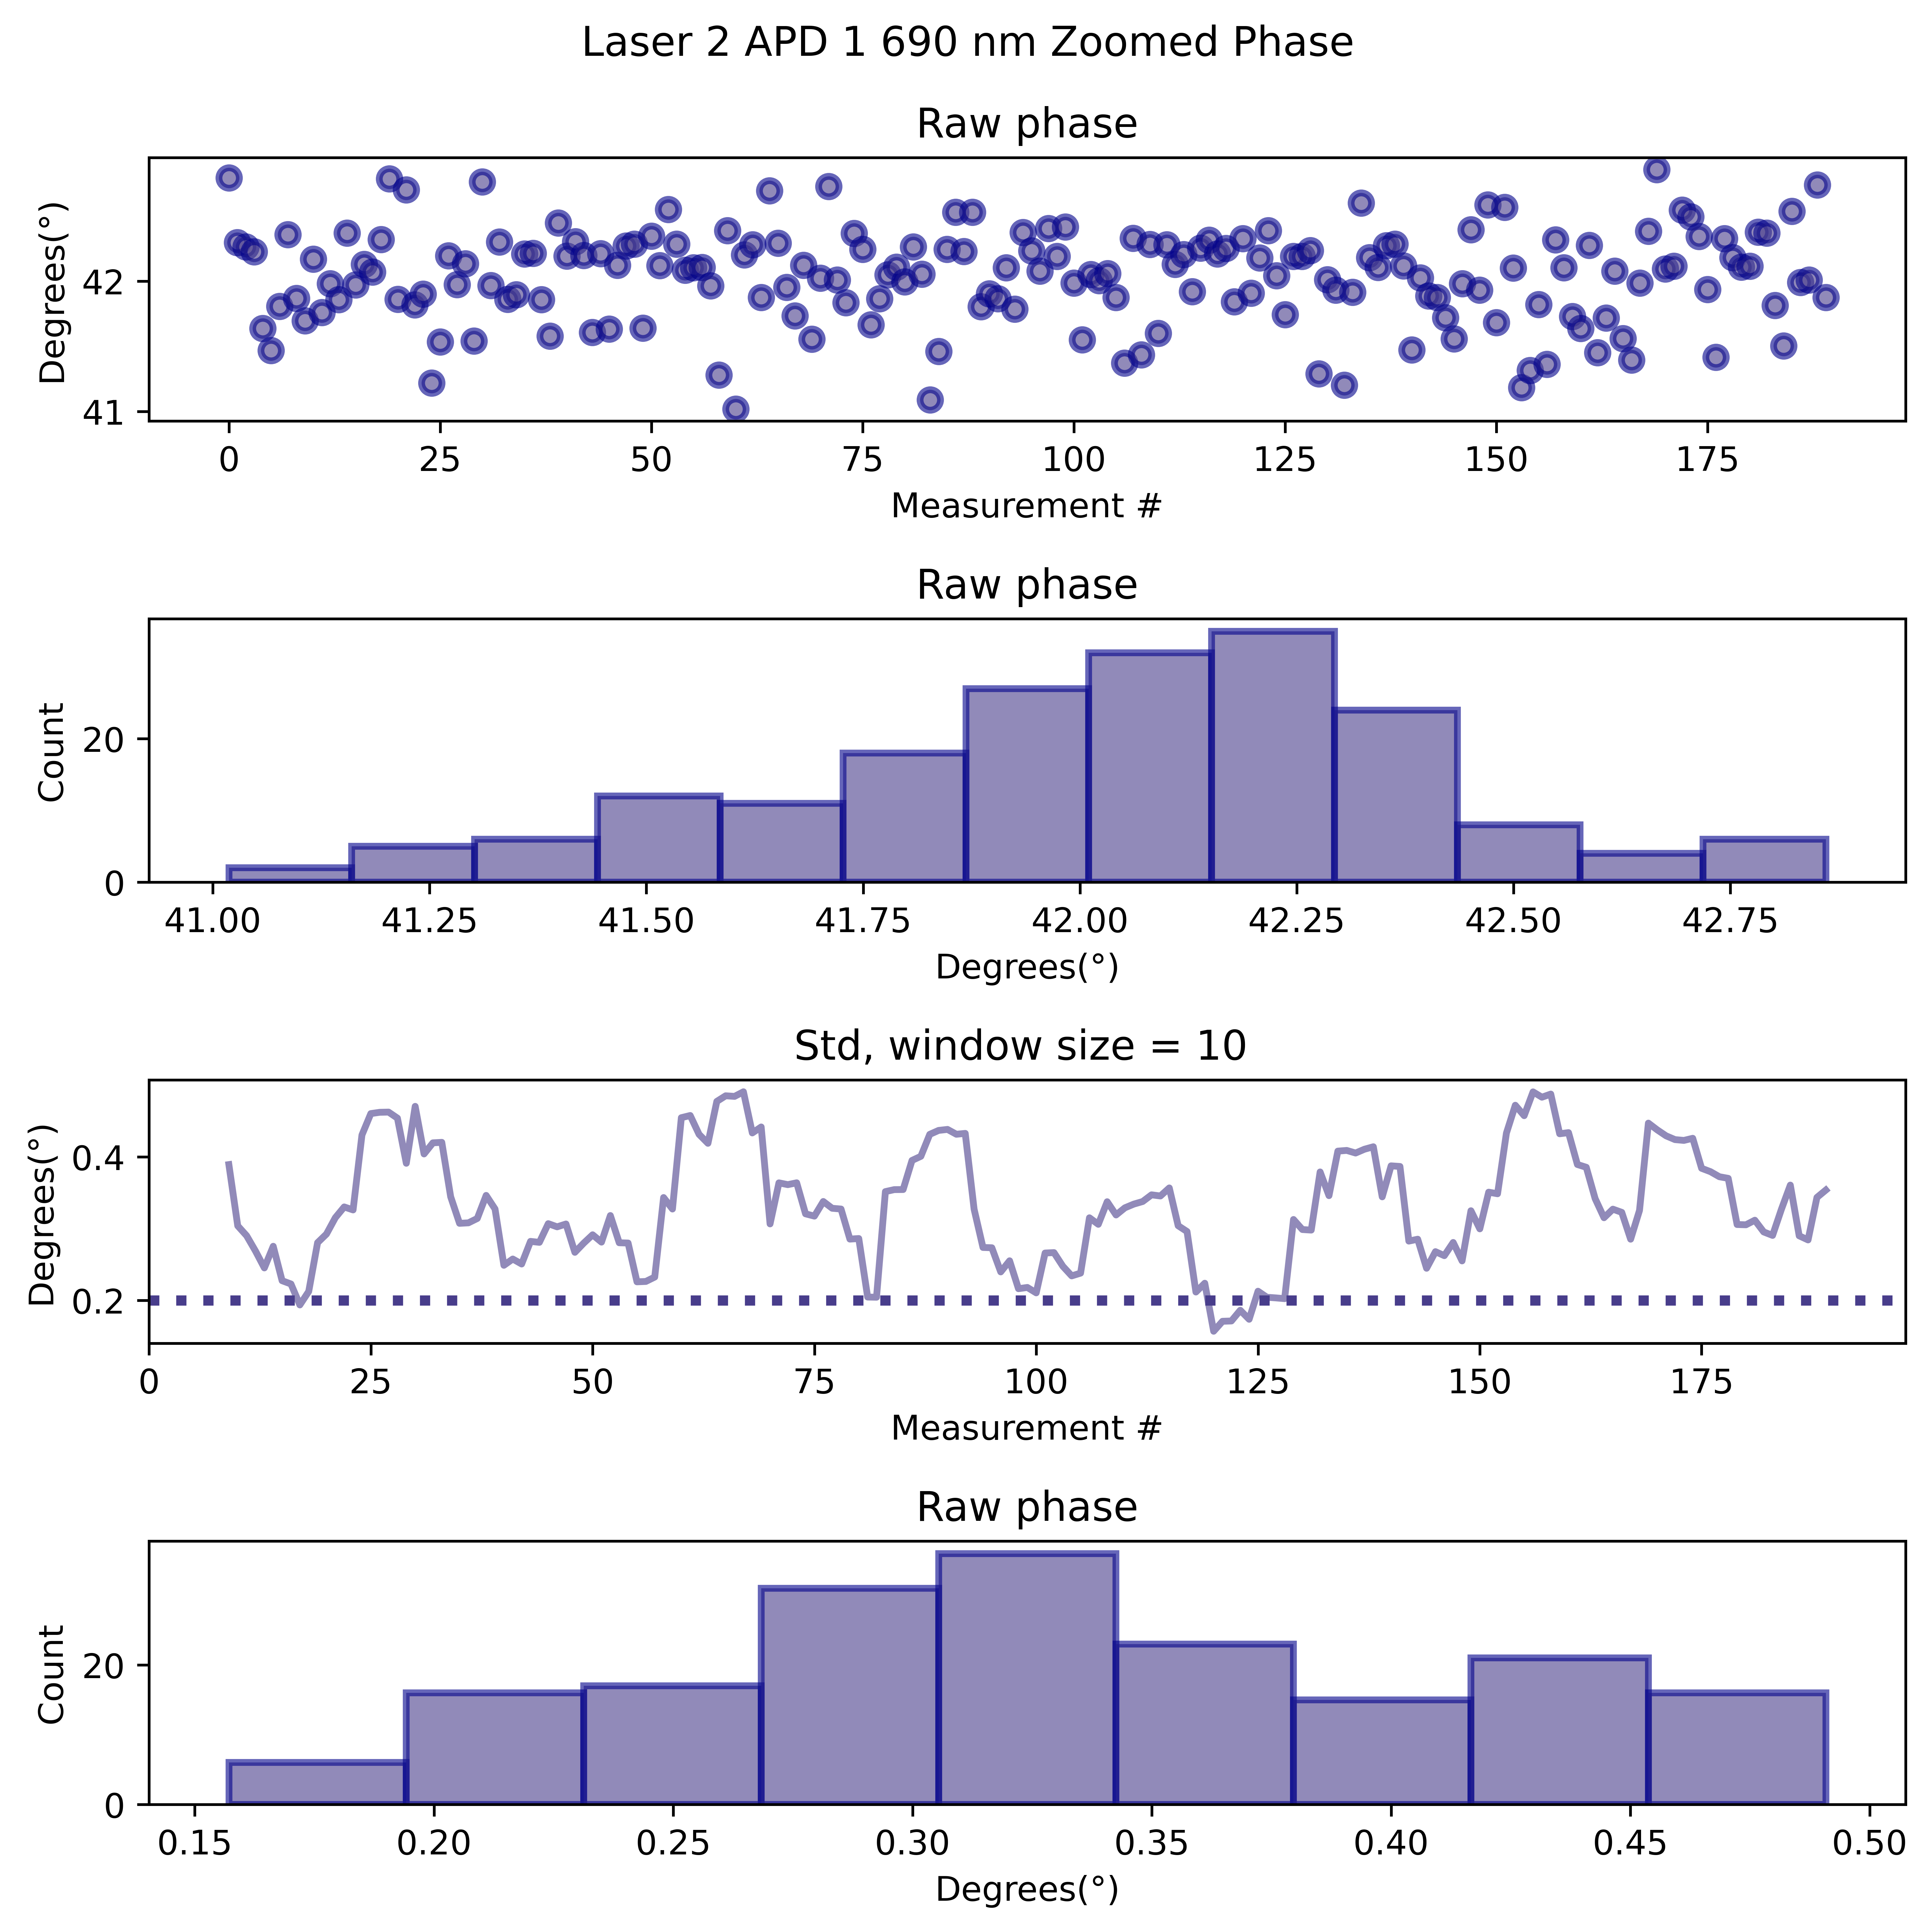 Laser 2 APD 1 690 nm Zoomed Phase
Raw phase
Degrees(°)
42
41
0 25 50 75 100 125 150 175
Measurement #
Raw phase
Count
20
0
41.00 41.25 41.50 41.75 42.00 42.25 42.50 42.75
Degrees(°)
Std, window size = 10
Degrees(°)
0.4
0.2
0 25 50 75 100 125 150 175
Measurement #
Raw phase
Count
20
0
0.15 0.20 0.25 0.30 0.35 0.40 0.45 0.50
Degrees(°)